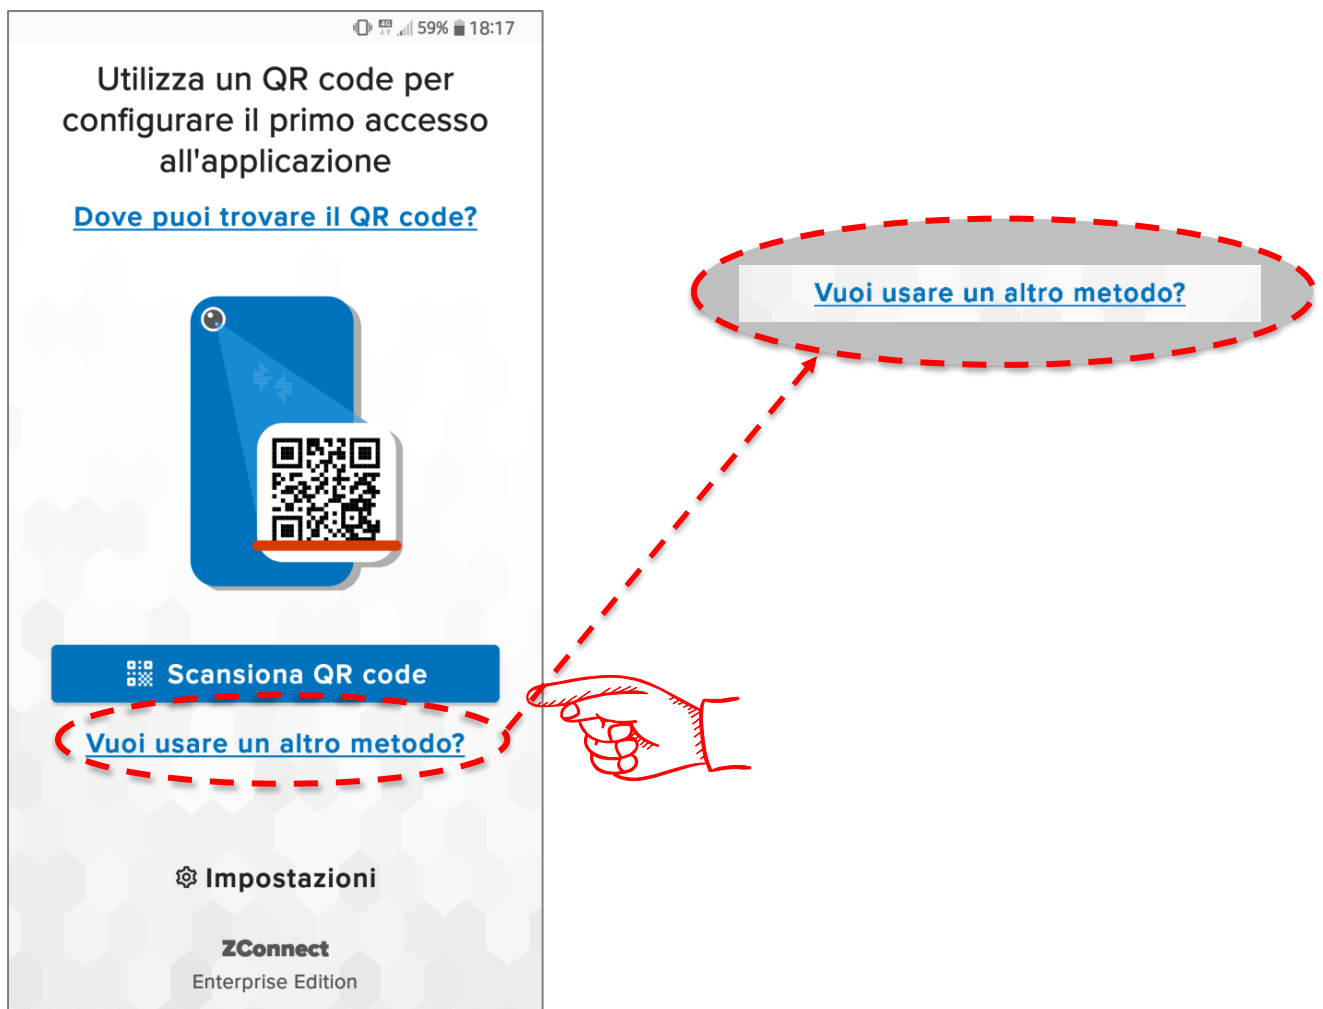 4G 59% 18:17
Utilizza un QR code per
configurare il primo accesso
all'applicazione
Dove puoi trovare il QR code?
Scansiona QR code
Vuoi usare un altro metodo?
Impostazioni
ZConnect
Enterprise Edition
Vuoi usare un altro metodo?